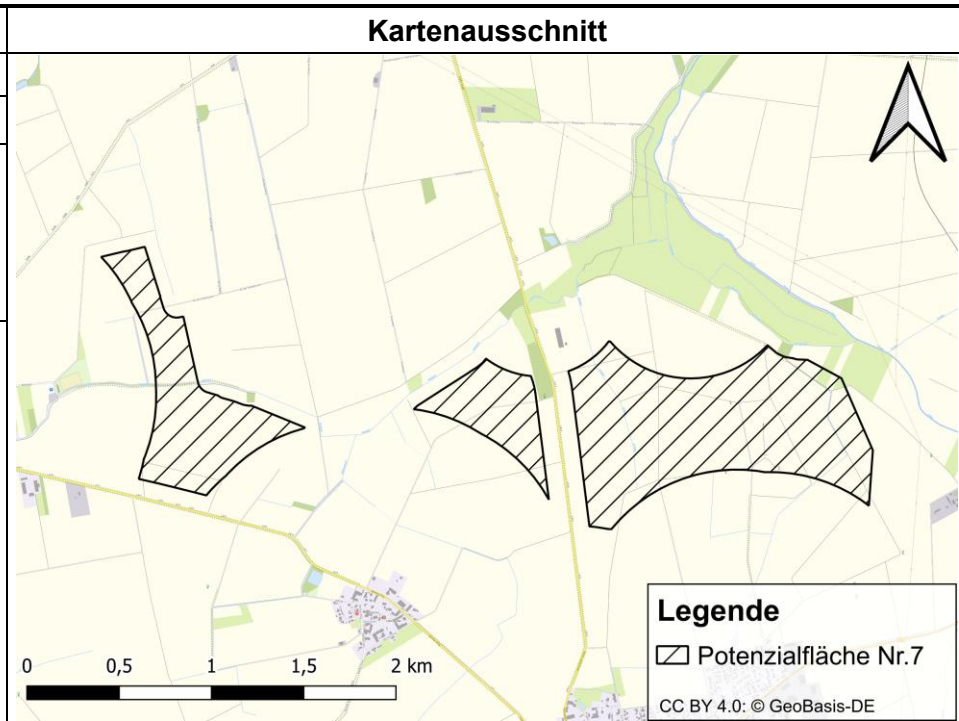 Kartenausschnitt
0 0,5 1 1,5 2 km
Legende
Potenzialfläche Nr.7
CC BY 4.0: © GeoBasis-DE